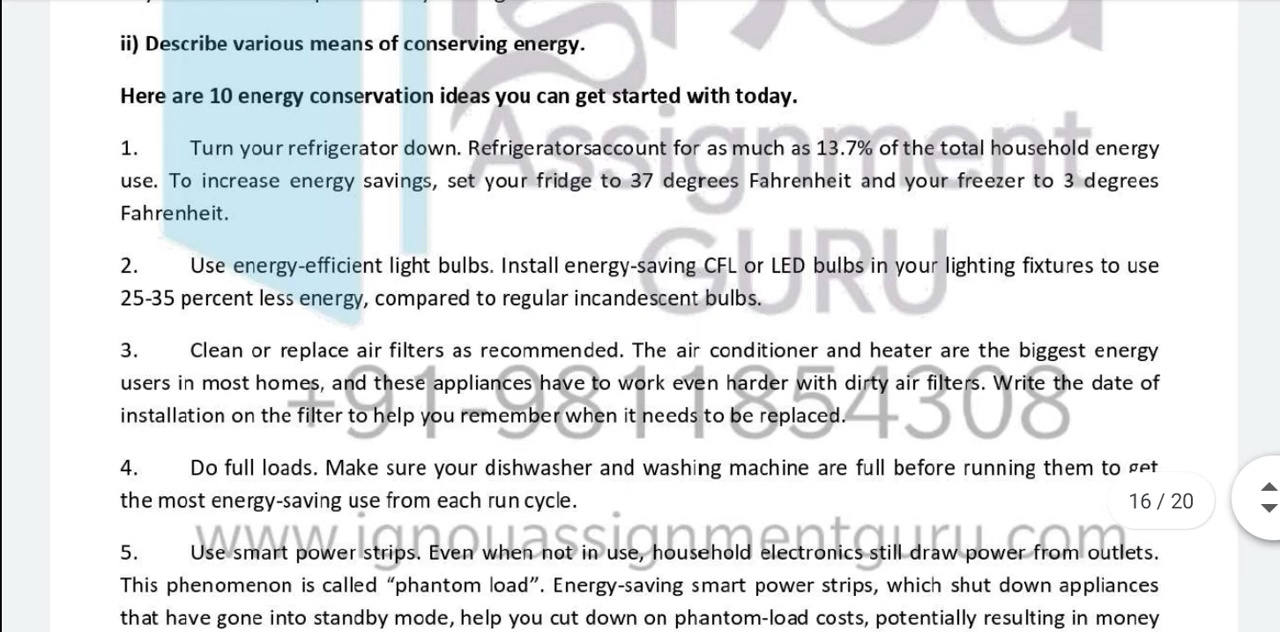 ii) Describe various means of conserving energy.
Here are 10 energy conservation ideas you can get started with today.
1. Turn your refrigerator down. Refrigeratorsaccount for as much as 13.7% of the total household energy
use. To increase energy savings, set your fridge to 37 degrees Fahrenheit and your freezer to 3 degrees
Fahrenheit.
2. Use energy-efficient light bulbs. Install energy-saving CFL or LED bulbs in your lighting fixtures to use
25-35 percent less energy, compared to regular incandescent bulbs.
3. Clean or replace air filters as recommended. The air conditioner and heater are the biggest energy
users in most homes, and these appliances have to work even harder with dirty air filters. Write the date of
installation on the filter to help you remember when it needs to be replaced.
4. Do full loads. Make sure your dishwasher and washing machine are full before running them to get
the most energy-saving use from each run cycle.
16 / 20
5. Use smart power strips. Even when not in use, household electronics still draw power from outlets.
This phenomenon is called “phantom load”. Energy-saving smart power strips, which shut down appliances
that have gone into standby mode, help you cut down on phantom-load costs, potentially resulting in money
Assignment
GURU
+91-9811854308
www.ignouassignmentguru.com